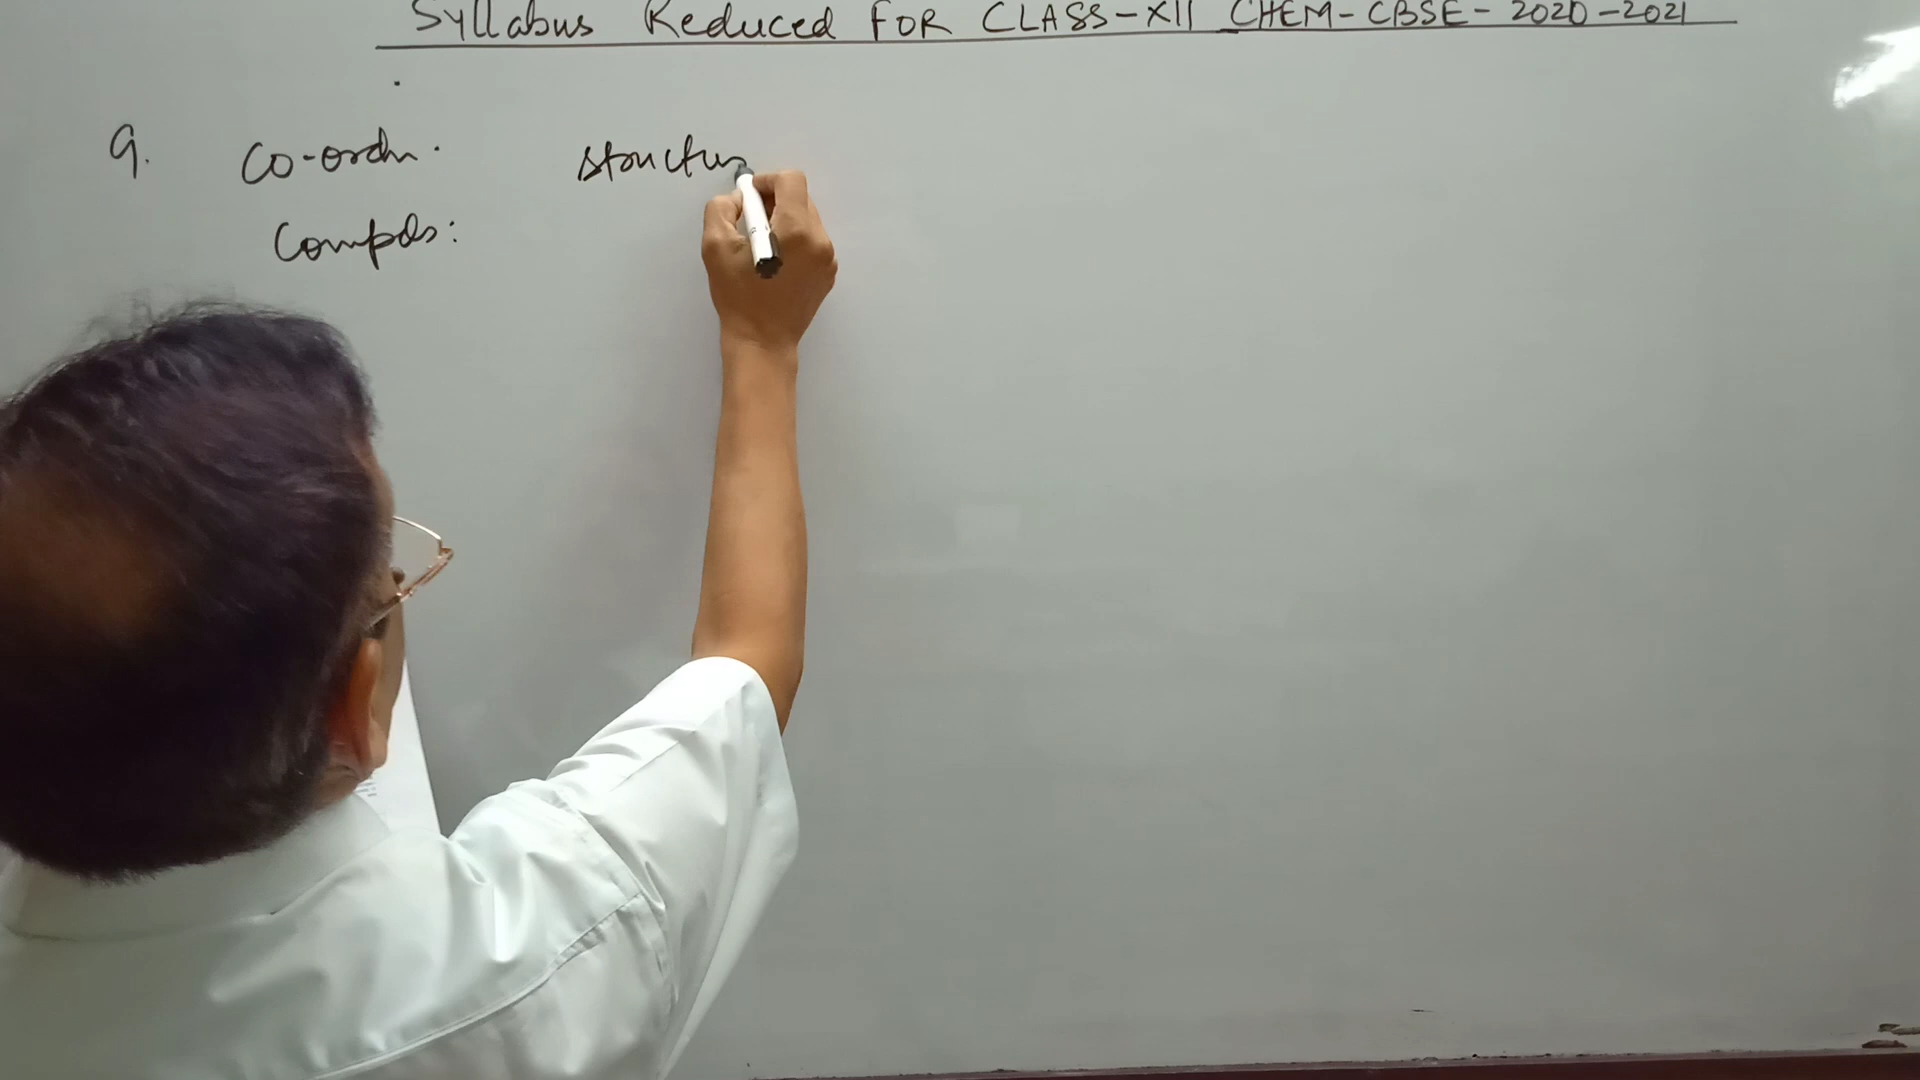 Syllabus Reduced FOR CLASS-XII CHEM-CBSE-2020-2021
9. Co-ordn. structu
Compds: